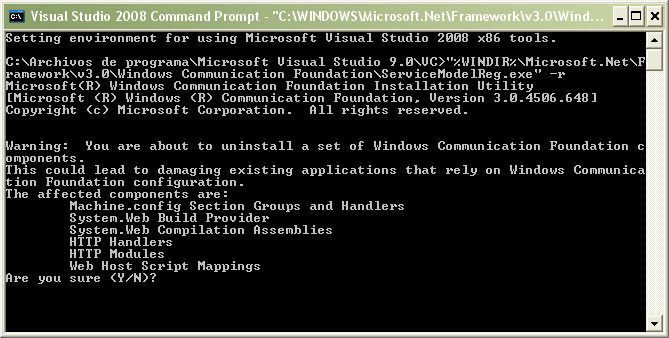 Visual Studio 2008 Command Prompt - "C:\WINDOWS\Microsoft.Net\Framework\v3.0\Wind...
Setting environment for using Microsoft Visual Studio 2008 x86 tools.
C:\Archivos de programa\Microsoft Visual Studio 9.0\VC>"%WINDIR%\Microsoft.Net\F
ramework\v3.0\Windows Communication Foundation\ServiceModelReg.exe" -r
Microsoft(R) Windows Communication Foundation Installation Utility
[Microsoft (R) Windows (R) Communication Foundation, Version 3.0.4506.648]
Copyright (c) Microsoft Corporation.  All rights reserved.
Warning:  You are about to uninstall a set of Windows Communication Foundation c
omponents.
This could lead to damaging existing applications that rely on Windows Communica
tion Foundation configuration.
The affected components are:
Machine.config Section Groups and Handlers
System.Web Build Provider
System.Web Compilation Assemblies
HTTP Handlers
HTTP Modules
Web Host Script Mappings
Are you sure (Y/N)?